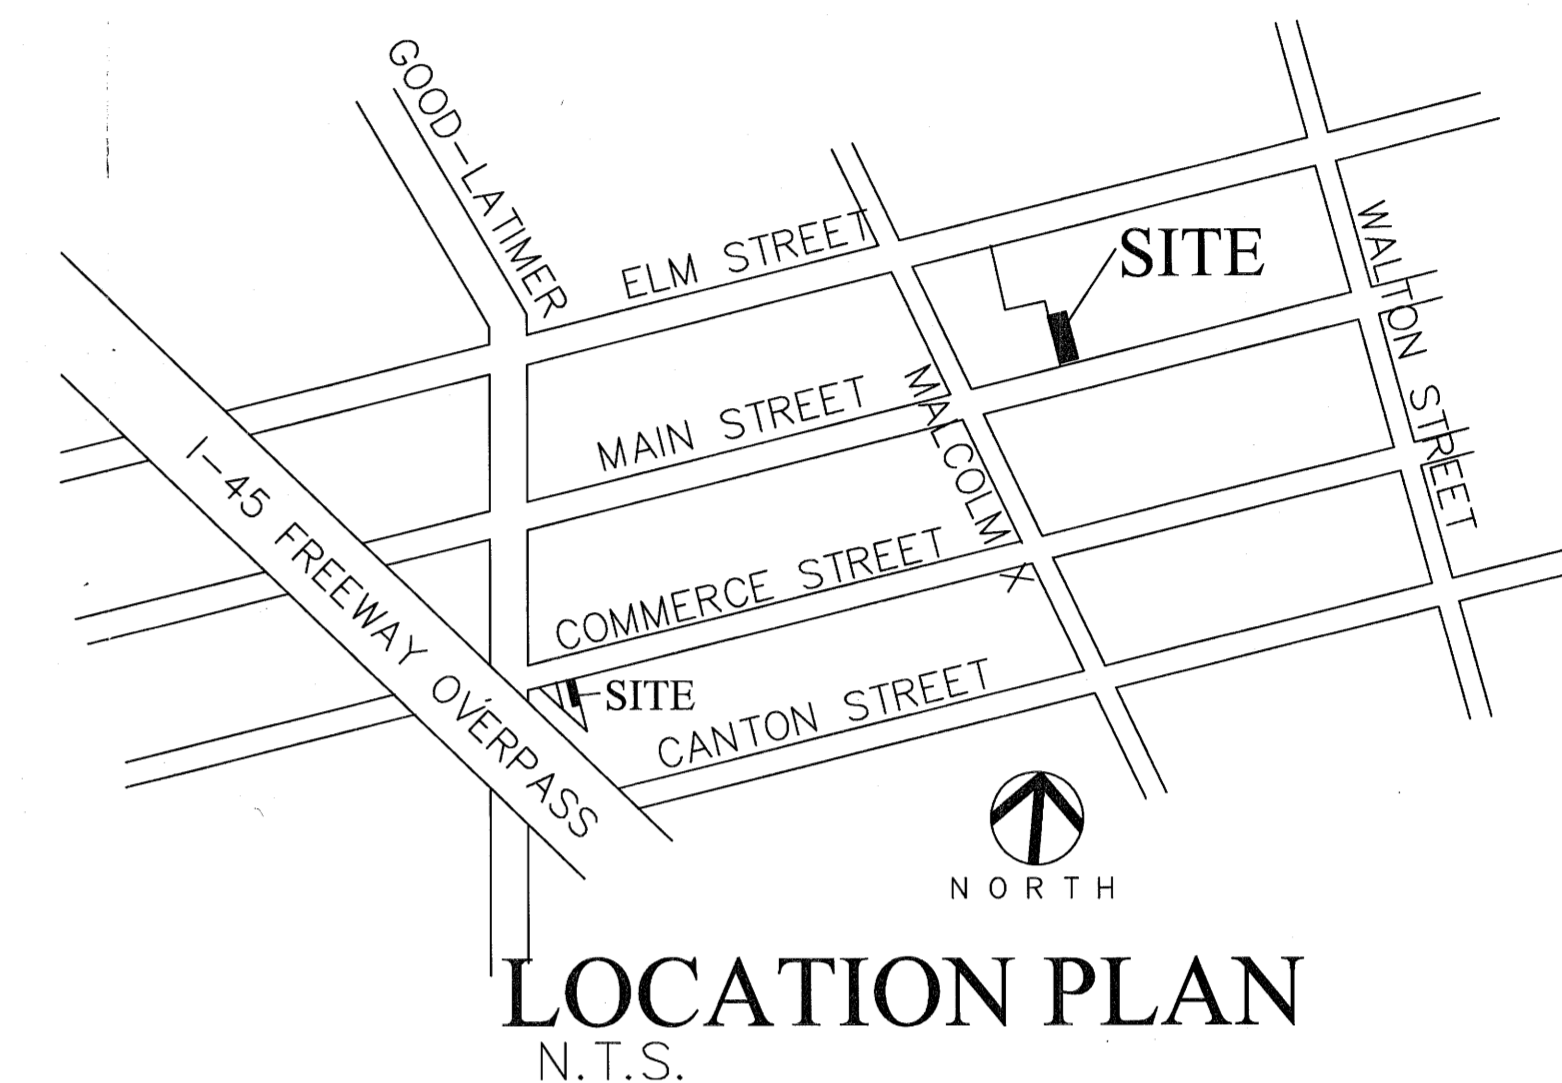 GOOD-LATIMER
ELM STREET
SITE
WALTON STREET
MAIN STREET
MALCOLM X
I-45 FREEWAY OVERPASS
COMMERCE STREET
SITE
CANTON STREET
NORTH
LOCATION PLAN
N.T.S.